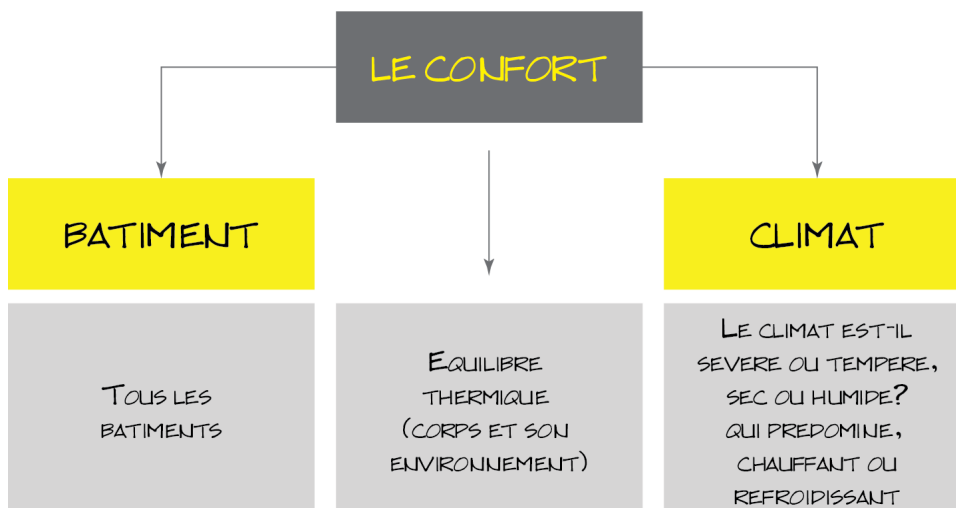 LE CONFORT
BATIMENT
CLIMAT
TOUS LES
BATIMENTS
EQUILIBRE
THERMIQUE
(CORPS ET SON
ENVIRONNEMENT)
LE CLIMAT EST-IL
SEVERE OU TEMPERE,
SEC OU HUMIDE?
QUI PREDOMINE,
CHAUFFANT OU
REFROIDISSANT